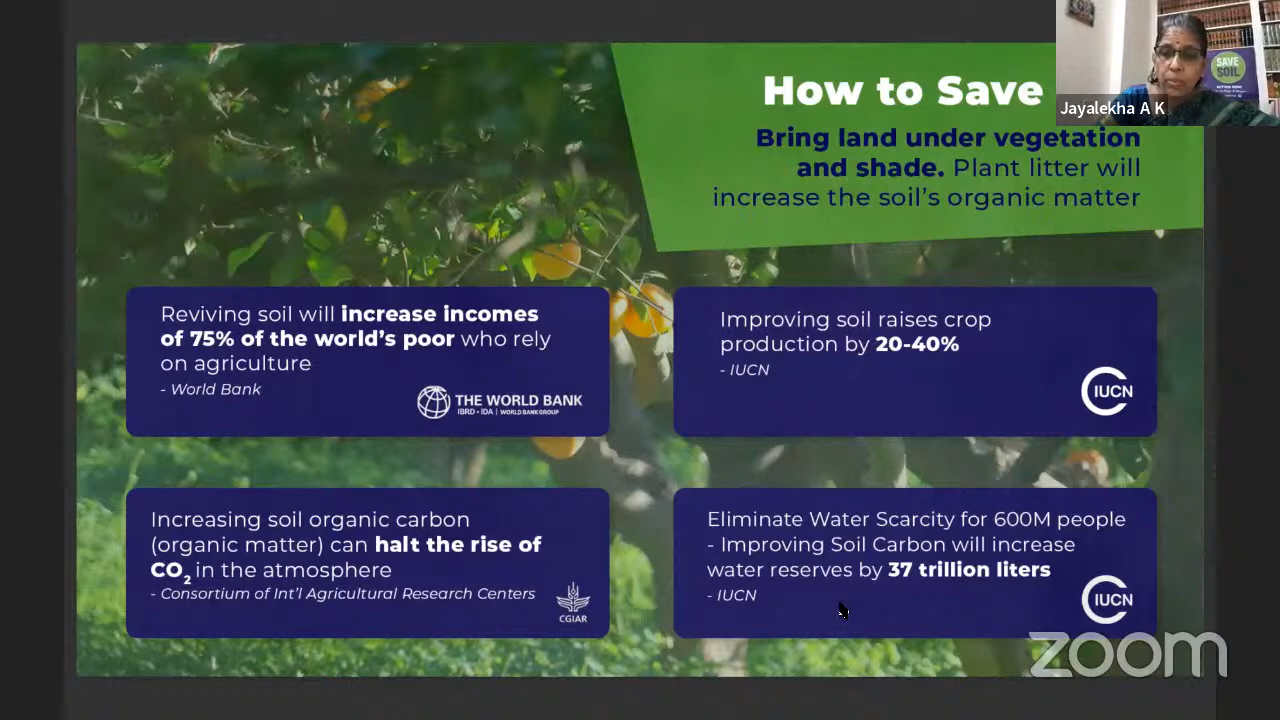 How to Save
Bring land under vegetation
and shade. Plant litter will
increase the soil's organic matter
SAVE
SOIL
Jayalekha A K
Reviving soil will increase incomes
of 75% of the world's poor who rely
on agriculture
- World Bank
THE WORLD BANK
IBRD • IDA | WORLD BANK GROUP
Improving soil raises crop
production by 20-40%
- IUCN
IUCN
Increasing soil organic carbon
(organic matter) can halt the rise of
CO2 in the atmosphere
- Consortium of Int'l Agricultural Research Centers
CGIAR
Eliminate Water Scarcity for 600M people
- Improving Soil Carbon will increase
water reserves by 37 trillion liters
- IUCN
IUCN
zoom